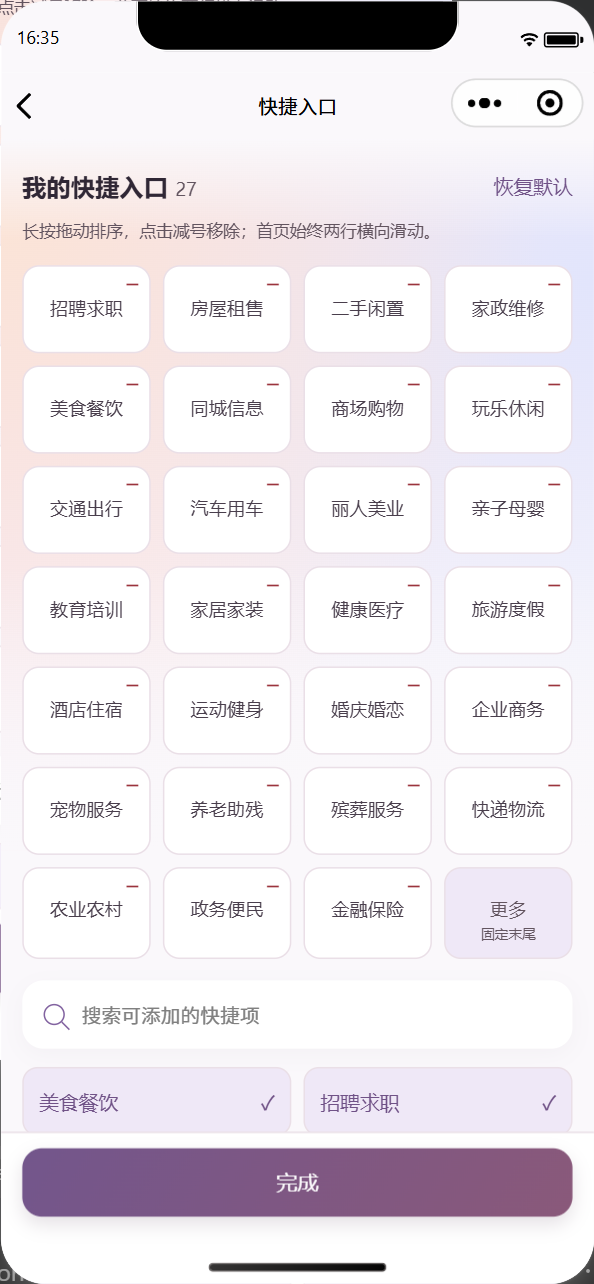 16:35
快捷入口
我的快捷入口 27
恢复默认
长按拖动排序，点击减号移除；首页始终两行横向滑动。
招聘求职
房屋租售
二手闲置
家政维修
美食餐饮
同城信息
商场购物
玩乐休闲
交通出行
汽车用车
丽人美业
亲子母婴
教育培训
家居家装
健康医疗
旅游度假
酒店住宿
运动健身
婚庆婚恋
企业商务
宠物服务
养老助残
殡葬服务
快递物流
农业农村
政务便民
金融保险
更多
固定末尾
搜索可添加的快捷项
美食餐饮 ✓
招聘求职 ✓
完成